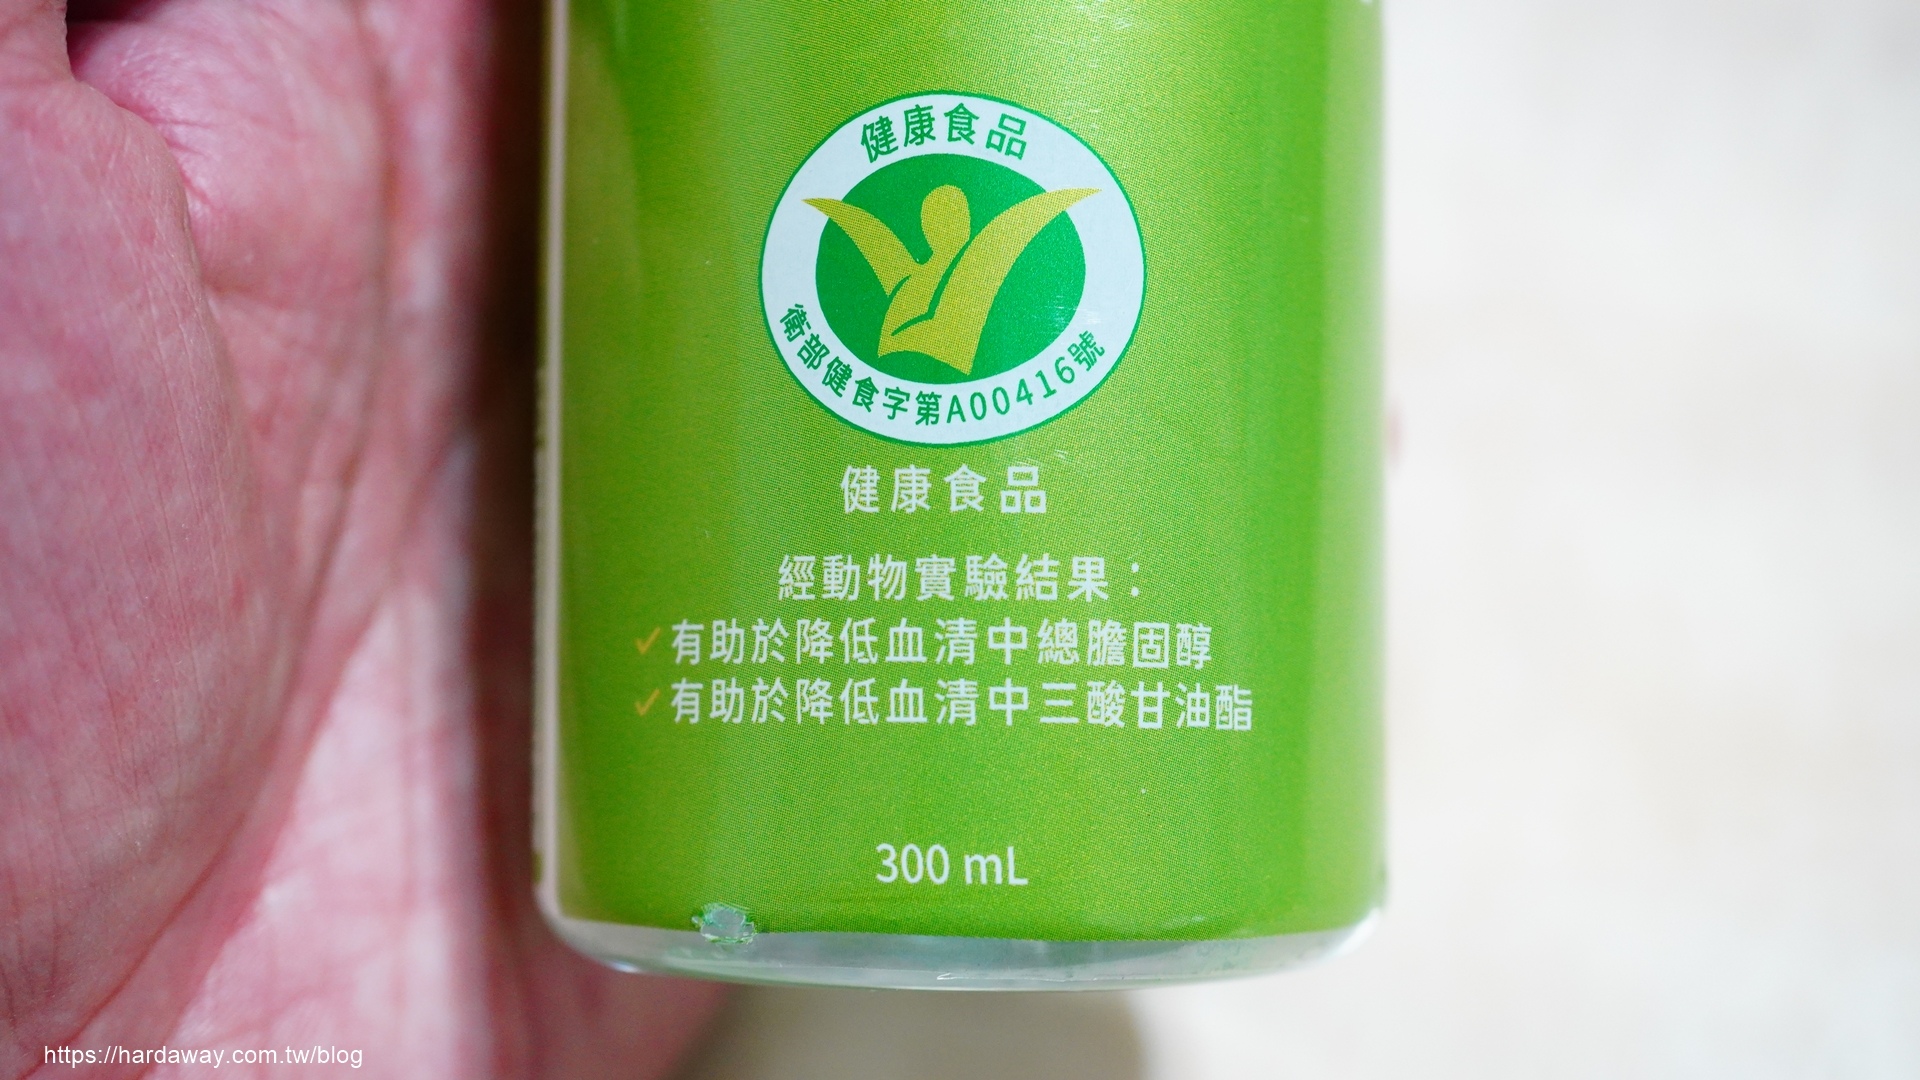 健康食品
衛部健食字第A00416號
健康食品
經動物實驗結果：
✓有助於降低血清中總膽固醇
✓有助於降低血清中三酸甘油酯
300 mL
https://hardaway.com.tw/blog